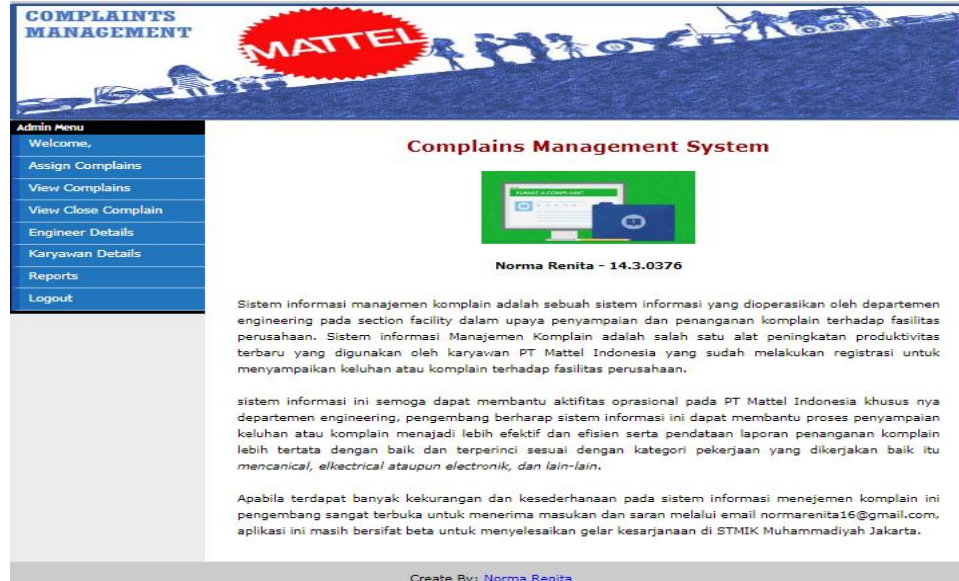 COMPLAINTS
MANAGEMENT
MATTEL
Admin Menu
Welcome,
Assign Complains
View Complains
View Close Complain
Engineer Details
Karyawan Details
Reports
Logout
Complains Management System
SUBMIT A COMPLAINT
Norma Renita - 14.3.0376
Sistem informasi manajemen komplain adalah sebuah sistem informasi yang dioperasikan oleh departemen
engineering pada section facility dalam upaya penyampaian dan penanganan komplain terhadap fasilitas
perusahaan. Sistem informasi Manajemen Komplain adalah salah satu alat peningkatan produktivitas
terbaru yang digunakan oleh karyawan PT Mattel Indonesia yang sudah melakukan registrasi untuk
menyampaikan keluhan atau komplain terhadap fasilitas perusahaan.
sistem informasi ini semoga dapat membantu aktifitas oprasional pada PT Mattel Indonesia khusus nya
departemen engineering, pengembang berharap sistem informasi ini dapat membantu proses penyampaian
keluhan atau komplain menajadi lebih efektif dan efisien serta pendataan laporan penanganan komplain
lebih tertata dengan baik dan terperinci sesuai dengan kategori pekerjaan yang dikerjakan baik itu
mencanical, elkectrical ataupun electronik, dan lain-lain.
Apabila terdapat banyak kekurangan dan kesederhanaan pada sistem informasi menejemen komplain ini
pengembang sangat terbuka untuk menerima masukan dan saran melalui email normarenita16@gmail.com,
aplikasi ini masih bersifat beta untuk menyelesaikan gelar kesarjanaan di STMIK Muhammadiyah Jakarta.
Create By: Norma Renita